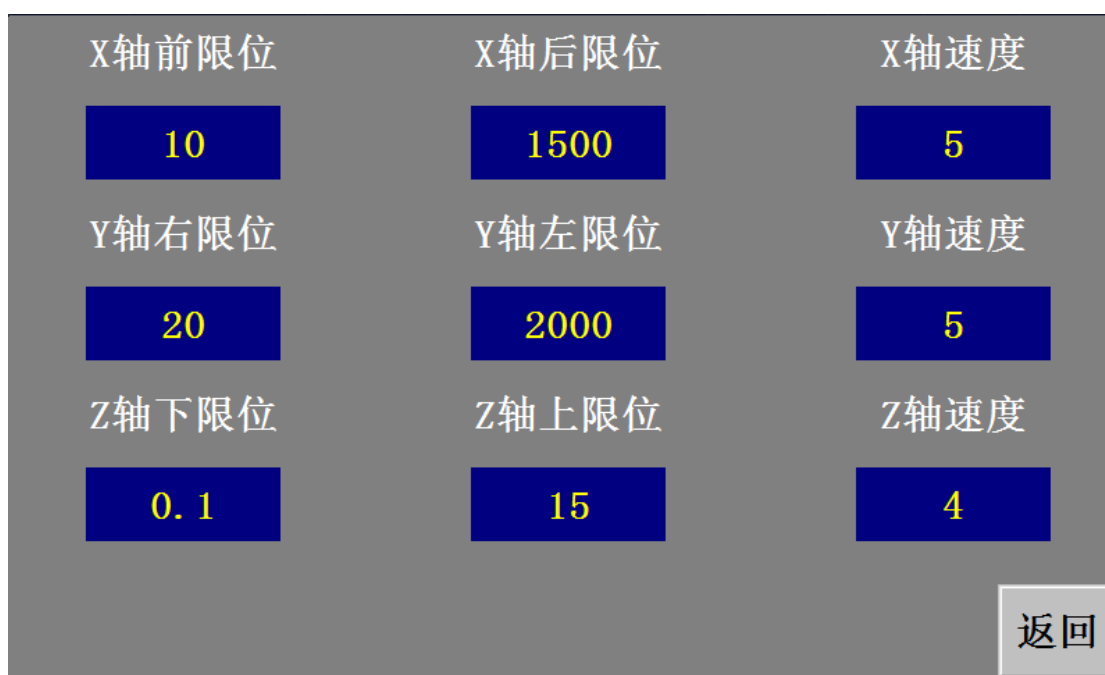 X轴前限位 X轴后限位 X轴速度
10 1500 5
Y轴右限位 Y轴左限位 Y轴速度
20 2000 5
Z轴下限位 Z轴上限位 Z轴速度
0.1 15 4
返回